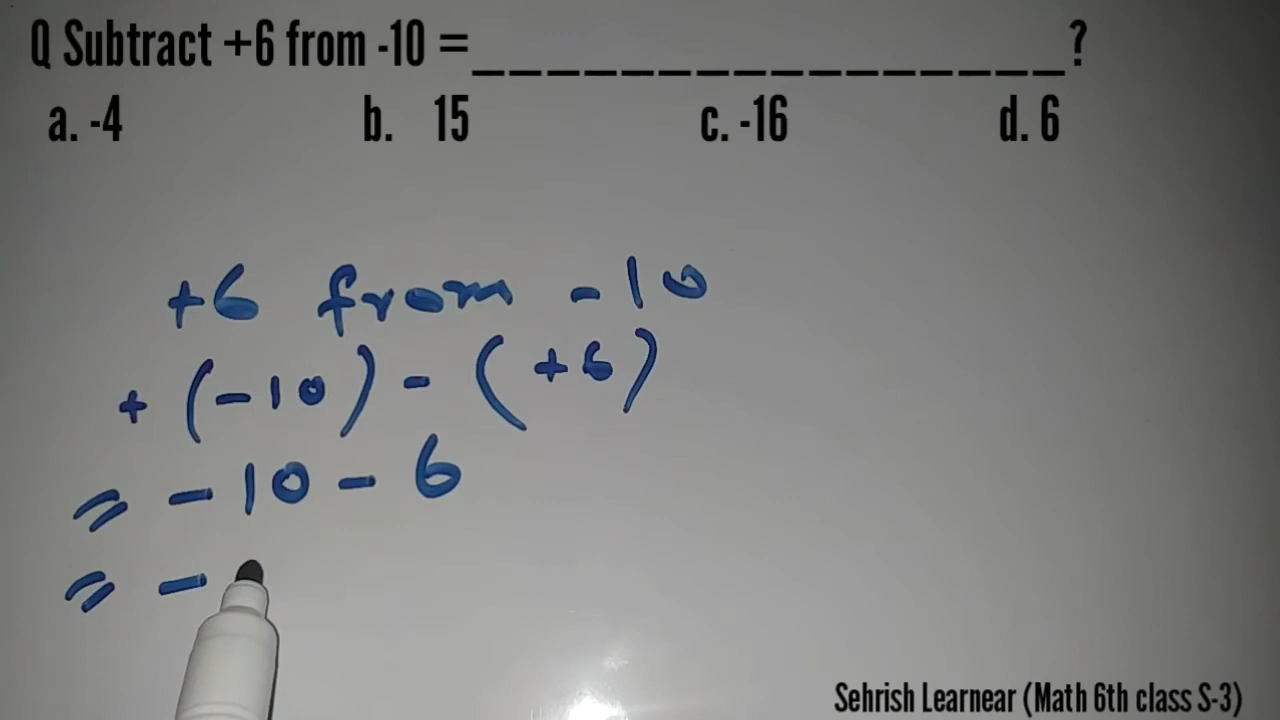 Q Subtract +6 from -10 = _ _ _ _ _ _ _ _ _ _ _ _ _ _ _ _ ?
a. -4 b. 15 c. -16 d. 6
+6 from -10
+ (-10) - (+6)
= - 10 - 6
= -
Sehrish Learnear (Math 6th class S-3)